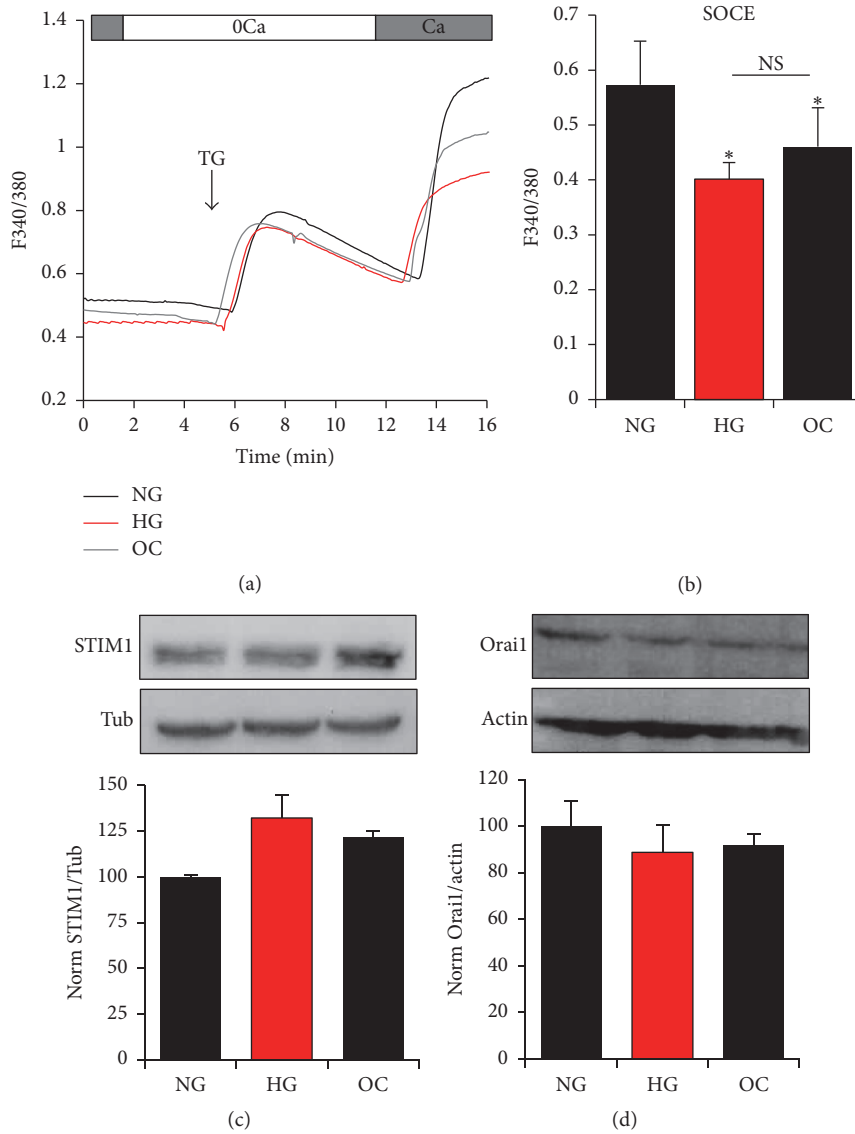 0Ca Ca
1.4
1.2
1
0.8
0.6
0.4
0.2
F340/380
TG
0 2 4 6 8 10 12 14 16
Time (min)
NG
HG
OC
(a)
SOCE
0.7
0.6
0.5
0.4
0.3
0.2
0.1
0
F340/380
NS
*
*
NG HG OC
(b)
STIM1
Tub
150
125
100
75
50
25
0
Norm STIM1/Tub
NG HG OC
(c)
Orai1
Actin
120
100
80
60
40
20
0
Norm Orai1/actin
NG HG OC
(d)